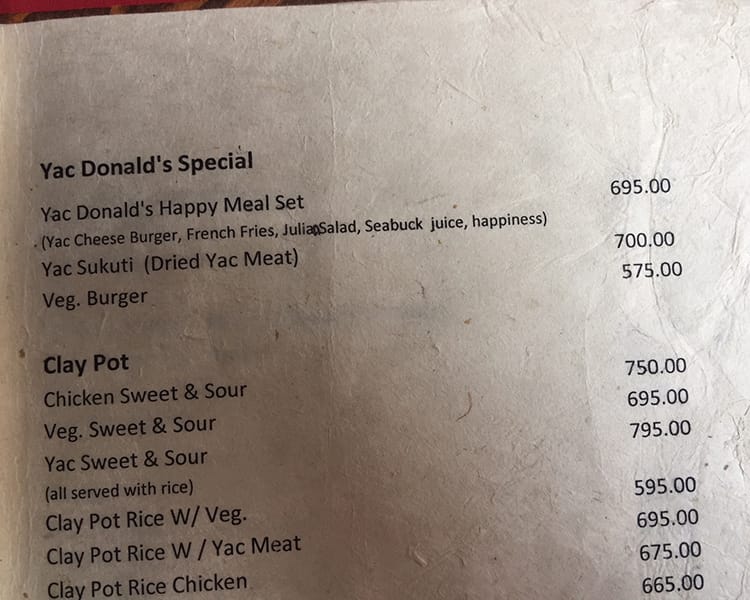 Yac Donald's Special
Yac Donald's Happy Meal Set 695.00
(Yac Cheese Burger, French Fries, Julian Salad, Seabuck juice, happiness)
Yac Sukuti (Dried Yac Meat) 700.00
Veg. Burger 575.00
Clay Pot
Chicken Sweet & Sour 750.00
Veg. Sweet & Sour 695.00
Yac Sweet & Sour 795.00
(all served with rice)
Clay Pot Rice W/ Veg. 595.00
Clay Pot Rice W / Yac Meat 695.00
Clay Pot Rice Chicken 675.00
665.00